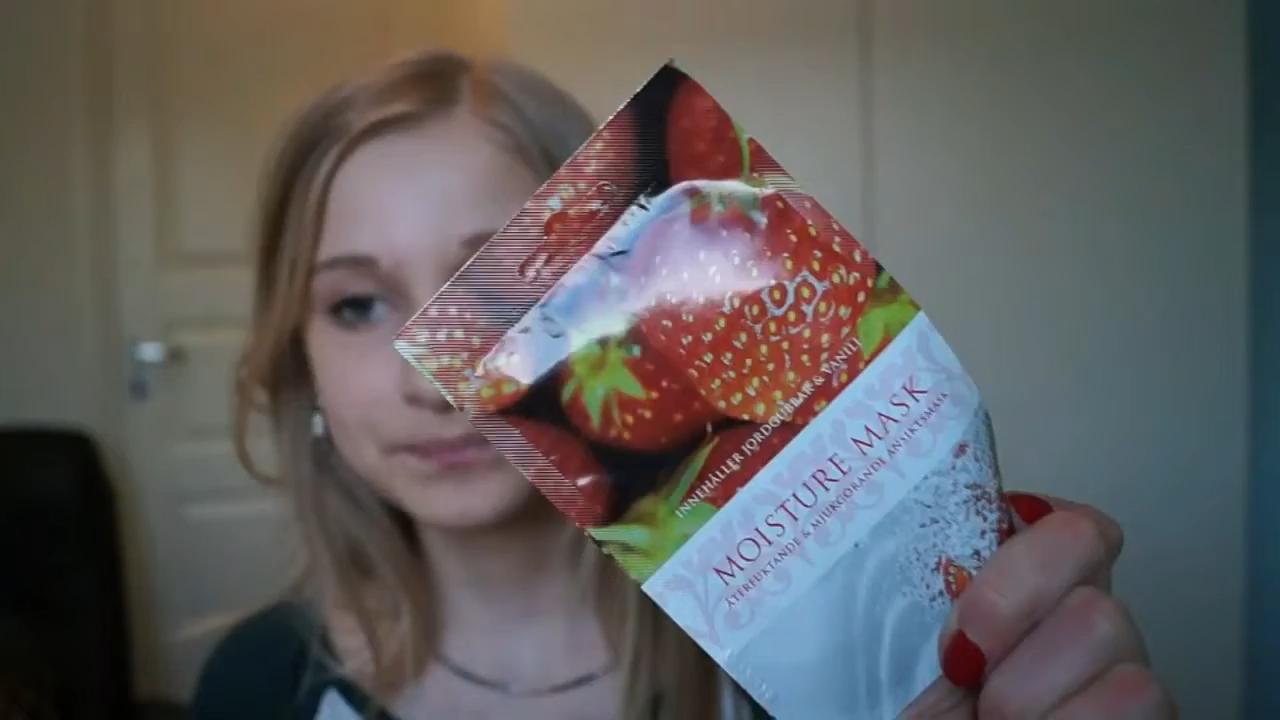 INNEHÅLLER JORDGUBBAR & VANILJ
MOISTURE MASK
ÅTERFUKTANDE & MJUKGÖRANDE ANSIKTSMASK